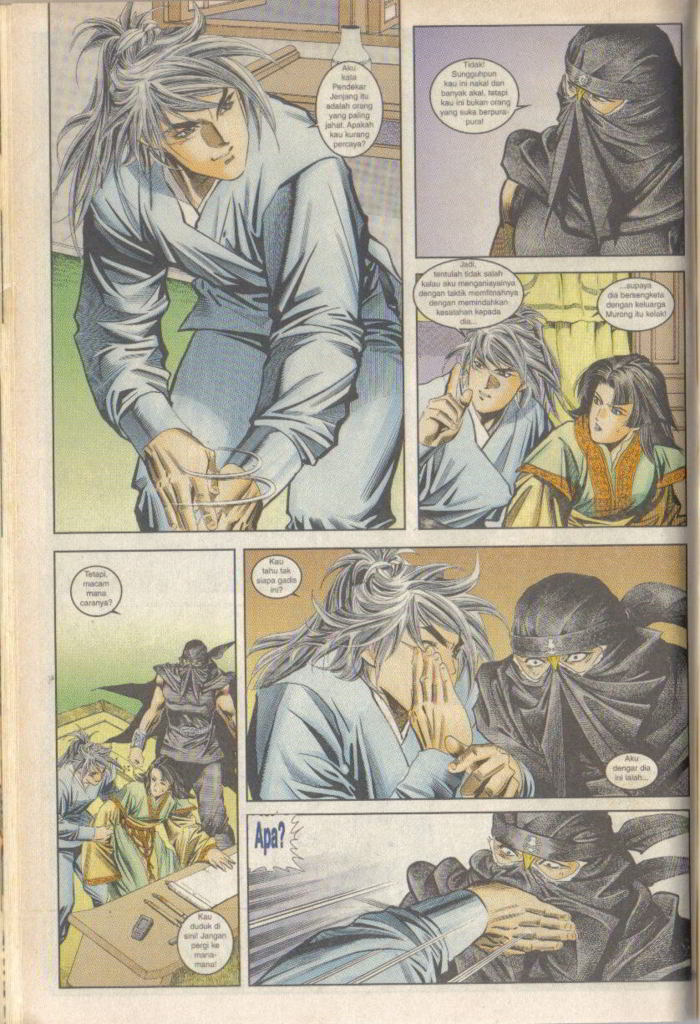 Aku
kata
Pendekar
Jenjang itu
adalah orang
yang paling
jahat. Apakah
kau kurang
percaya?
Tidak!
Sungguhpun
kau ini nakal dan
banyak akal, tetapi
kau ini bukan orang
yang suka berpura-
pura!
Jadi,
tentulah tidak salah
kalau aku menganiayainya
dengan taktik memfitnahnya
dengan memindahkan
kesalahan kepada
dia...
...supaya
dia bersengketa
dengan keluarga
Murong itu kelak!
Tetapi,
macam
mana
caranya?
Kau
duduk di
sini! Jangan
pergi ke
mana-
mana!
Kau
tahu tak
siapa gadis
ini?
Aku
dengar dia
ini ialah...
Apa?